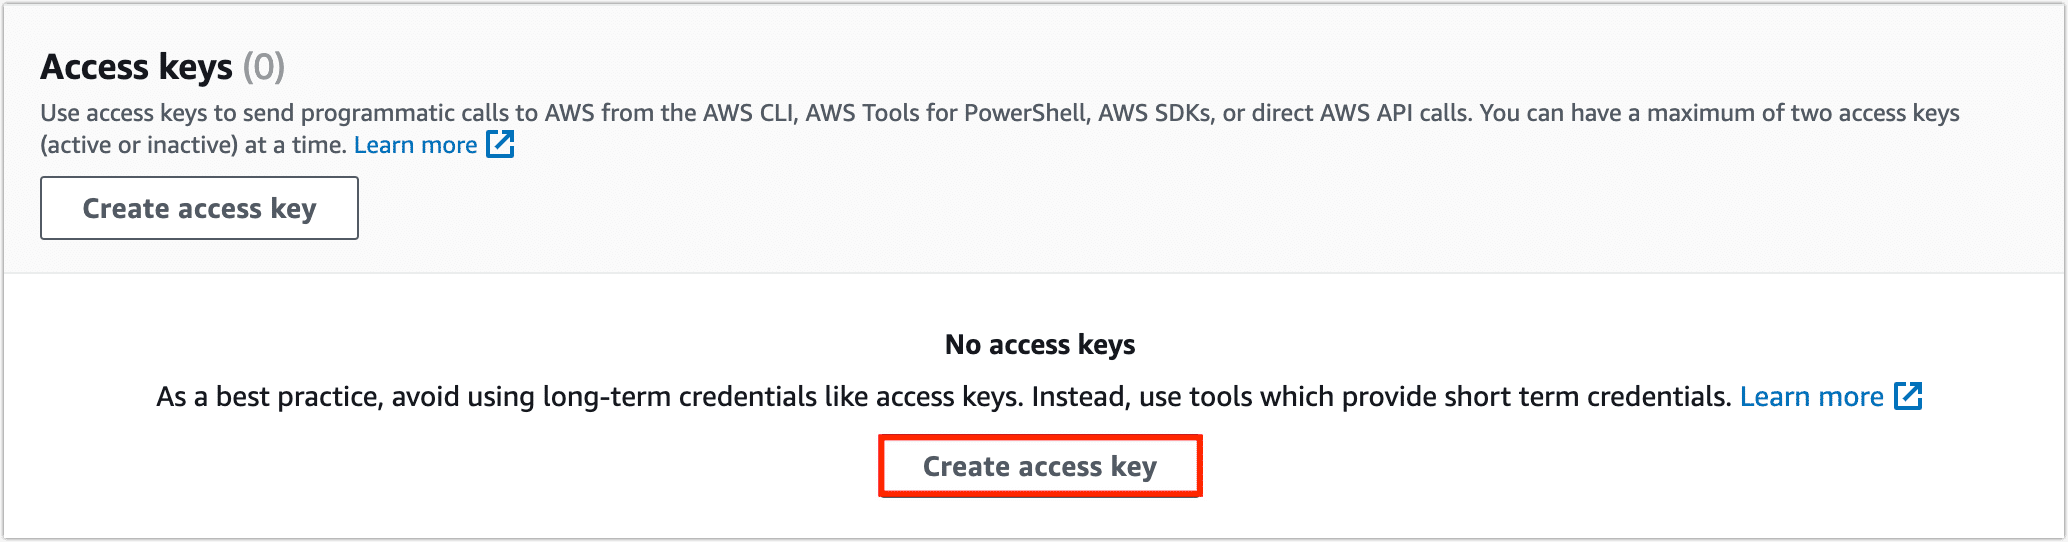 Access keys (0)
Use access keys to send programmatic calls to AWS from the AWS CLI, AWS Tools for PowerShell, AWS SDKs, or direct AWS API calls. You can have a maximum of two access keys
(active or inactive) at a time. Learn more
Create access key
No access keys
As a best practice, avoid using long-term credentials like access keys. Instead, use tools which provide short term credentials. Learn more
Create access key